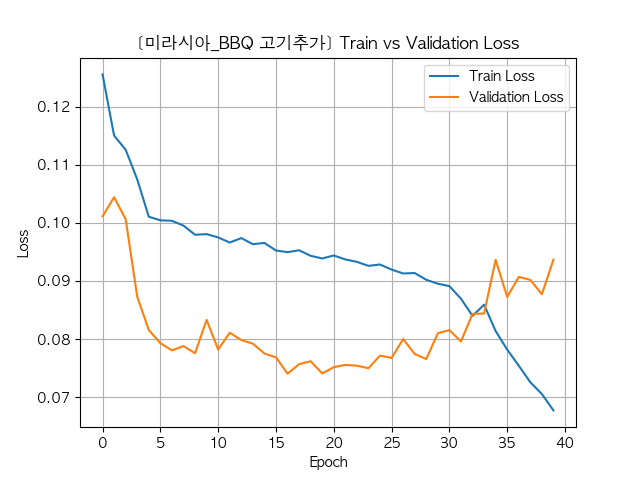 [미라시아_BBQ 고기추가] Train vs Validation Loss
Train Loss
Validation Loss
0.12
0.11
0.10
0.09
0.08
0.07
Loss
0 5 10 15 20 25 30 35 40
Epoch